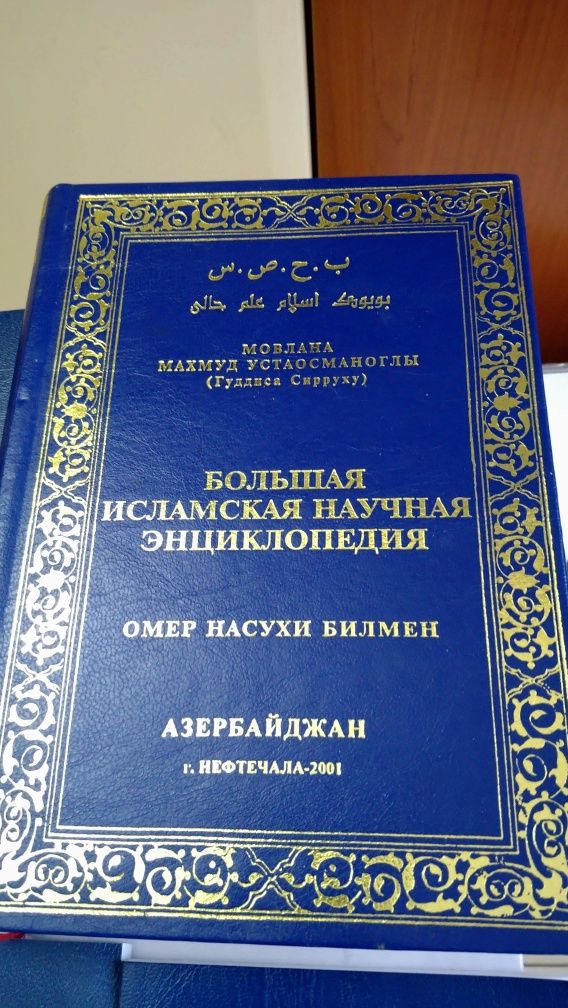 ب.ح.ص.س
بويوك اسلام علم حالى
МОВЛАНА
МАХМУД УСТАОСМАНОГЛЫ
(Гуддиса Сирруху)
БОЛЬШАЯ
ИСЛАМСКАЯ НАУЧНАЯ
ЭНЦИКЛОПЕДИЯ
ОМЕР НАСУХИ БИЛМЕН
АЗЕРБАЙДЖАН
г. НЕФТЕЧАЛА-2001